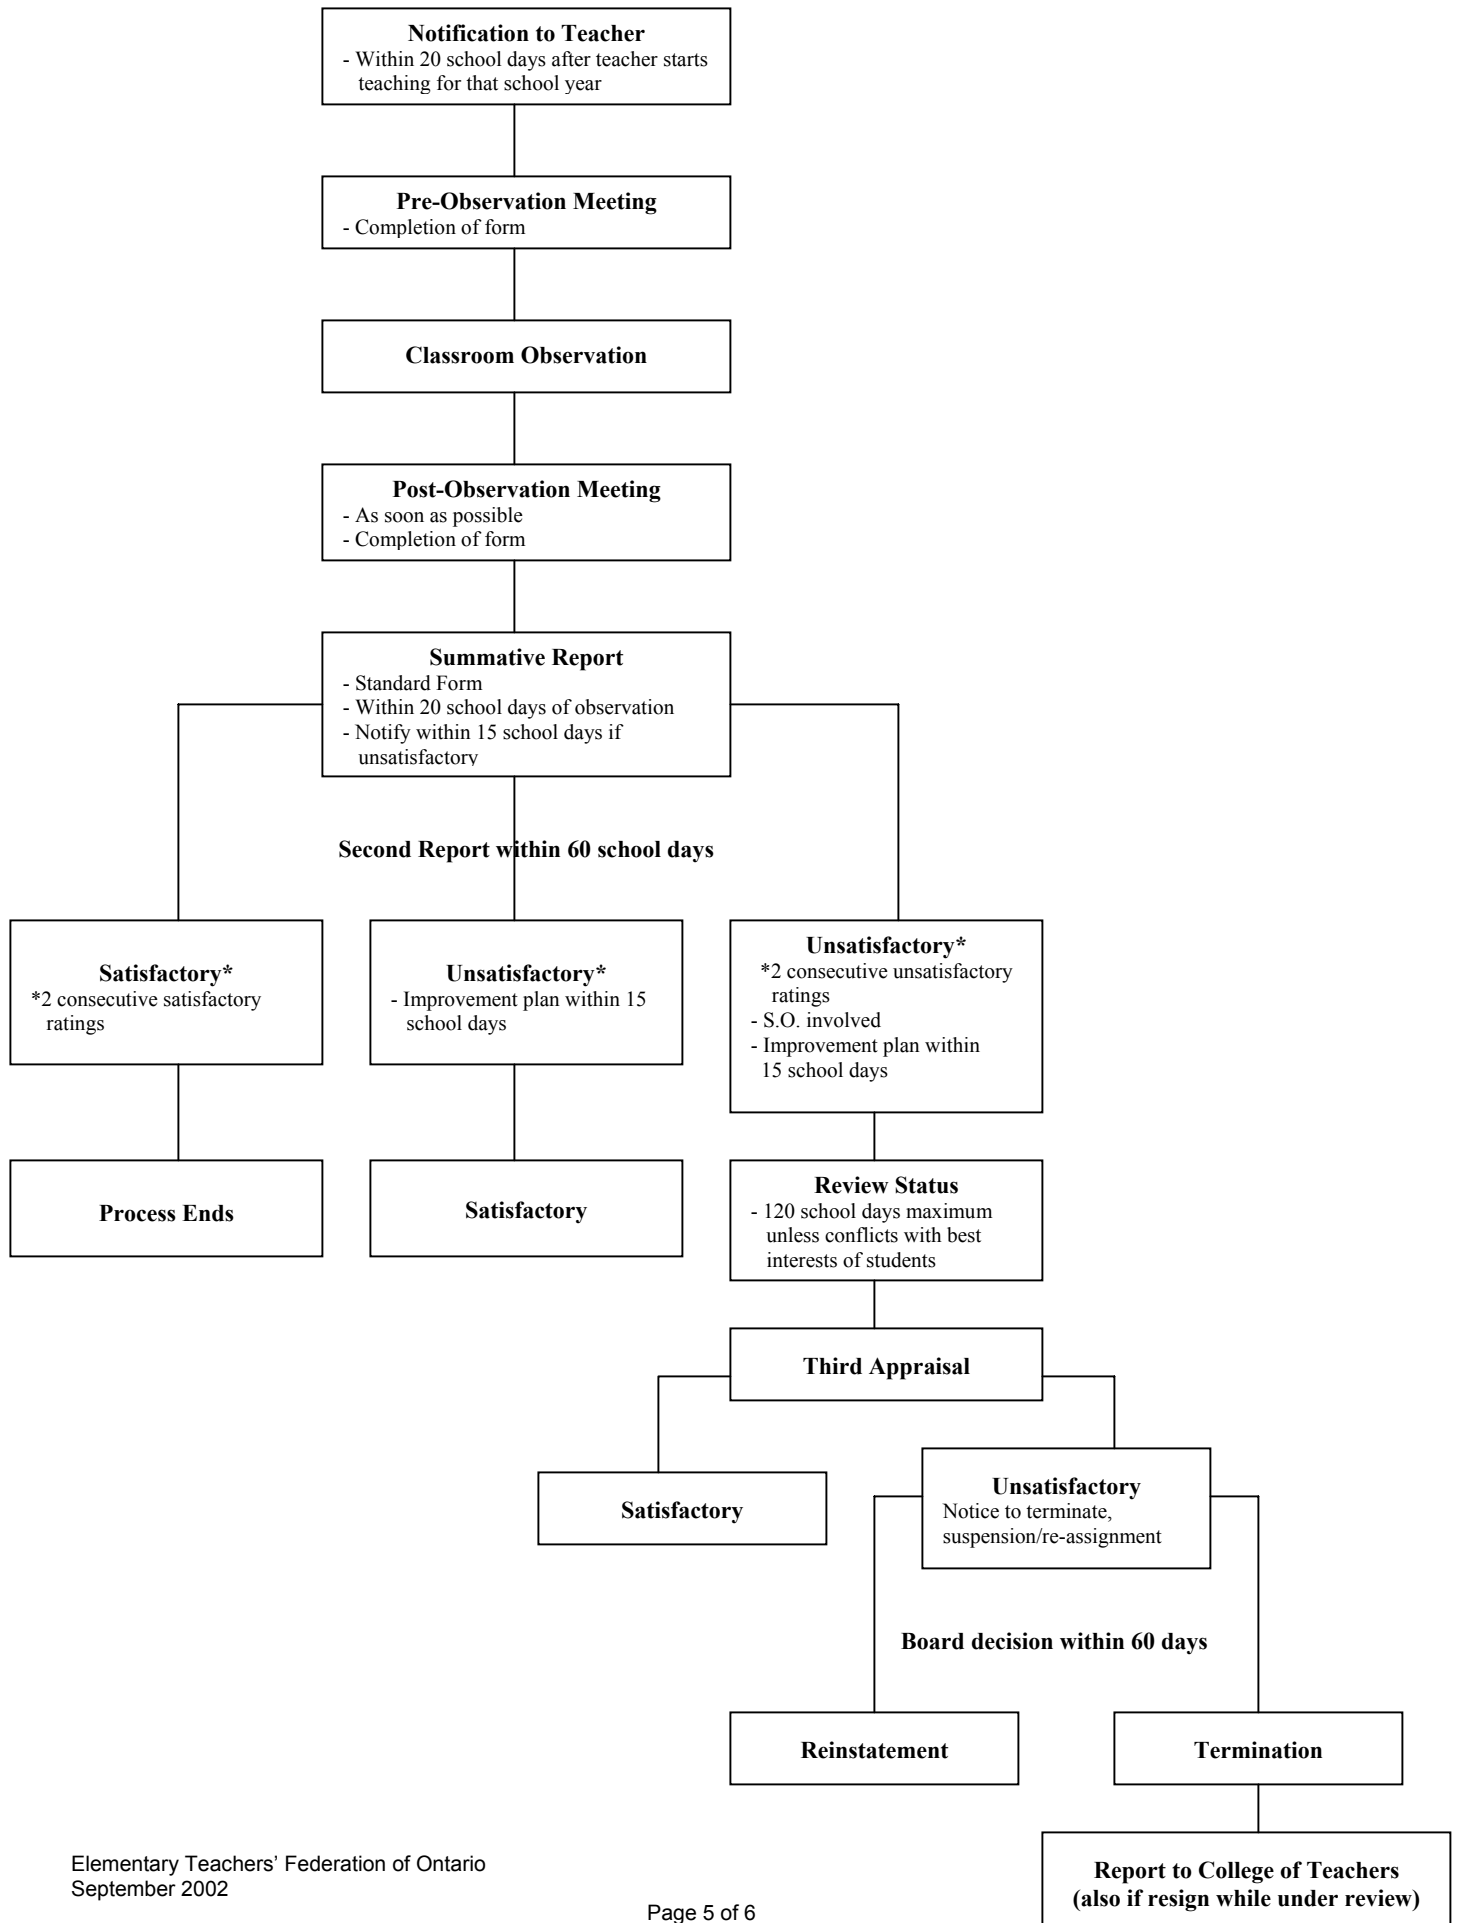 Notification to Teacher
- Within 20 school days after teacher starts
teaching for that school year
Pre-Observation Meeting
- Completion of form
Classroom Observation
Post-Observation Meeting
- As soon as possible
- Completion of form
Summative Report
- Standard Form
- Within 20 school days of observation
- Notify within 15 school days if
unsatisfactory
Second Report within 60 school days
Satisfactory*
*2 consecutive satisfactory
ratings
Unsatisfactory*
- Improvement plan within 15
school days
Unsatisfactory*
*2 consecutive unsatisfactory
ratings
- S.O. involved
- Improvement plan within
15 school days
Process Ends
Satisfactory
Review Status
- 120 school days maximum
unless conflicts with best
interests of students
Third Appraisal
Satisfactory
Unsatisfactory
Notice to terminate,
suspension/re-assignment
Board decision within 60 days
Reinstatement
Termination
Report to College of Teachers
(also if resign while under review)
Elementary Teachers' Federation of Ontario
September 2002
Page 5 of 6